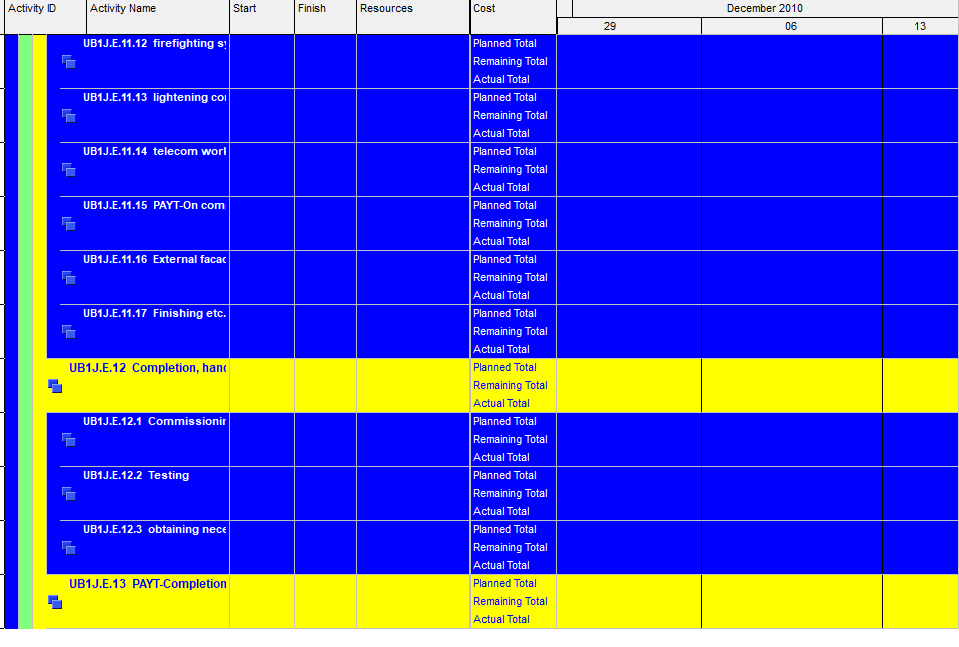 Activity ID Activity Name Start Finish Resources Cost December 2010
29 06 13
UB1J.E.11.12 firefighting sy Planned Total
Remaining Total
Actual Total
UB1J.E.11.13 lightening con Planned Total
Remaining Total
Actual Total
UB1J.E.11.14 telecom work Planned Total
Remaining Total
Actual Total
UB1J.E.11.15 PAYT-On com Planned Total
Remaining Total
Actual Total
UB1J.E.11.16 External facad Planned Total
Remaining Total
Actual Total
UB1J.E.11.17 Finishing etc. Planned Total
Remaining Total
Actual Total
UB1J.E.12 Completion, hand Planned Total
Remaining Total
Actual Total
UB1J.E.12.1 Commissionin Planned Total
Remaining Total
Actual Total
UB1J.E.12.2 Testing Planned Total
Remaining Total
Actual Total
UB1J.E.12.3 obtaining nece Planned Total
Remaining Total
Actual Total
UB1J.E.13 PAYT-Completion Planned Total
Remaining Total
Actual Total